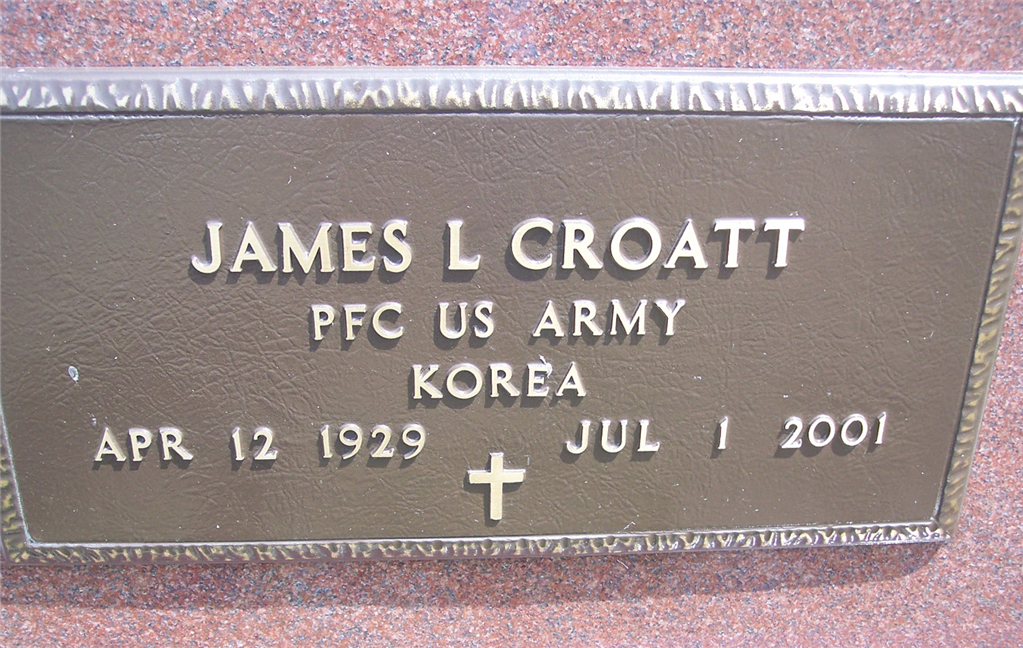 JAMES L CROATT
PFC US ARMY
KOREA
APR 12 1929 JUL 1 2001